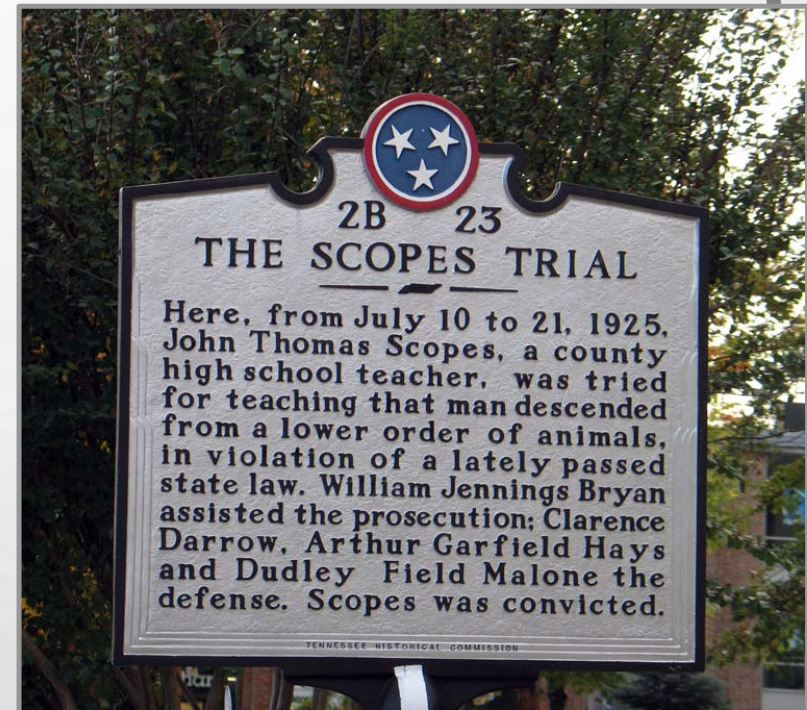 2B 23
THE SCOPES TRIAL
Here, from July 10 to 21, 1925,
John Thomas Scopes, a county
high school teacher, was tried
for teaching that man descended
from a lower order of animals,
in violation of a lately passed
state law. William Jennings Bryan
assisted the prosecution; Clarence
Darrow, Arthur Garfield Hays
and Dudley Field Malone the
defense. Scopes was convicted.
TENNESSEE HISTORICAL COMMISSION